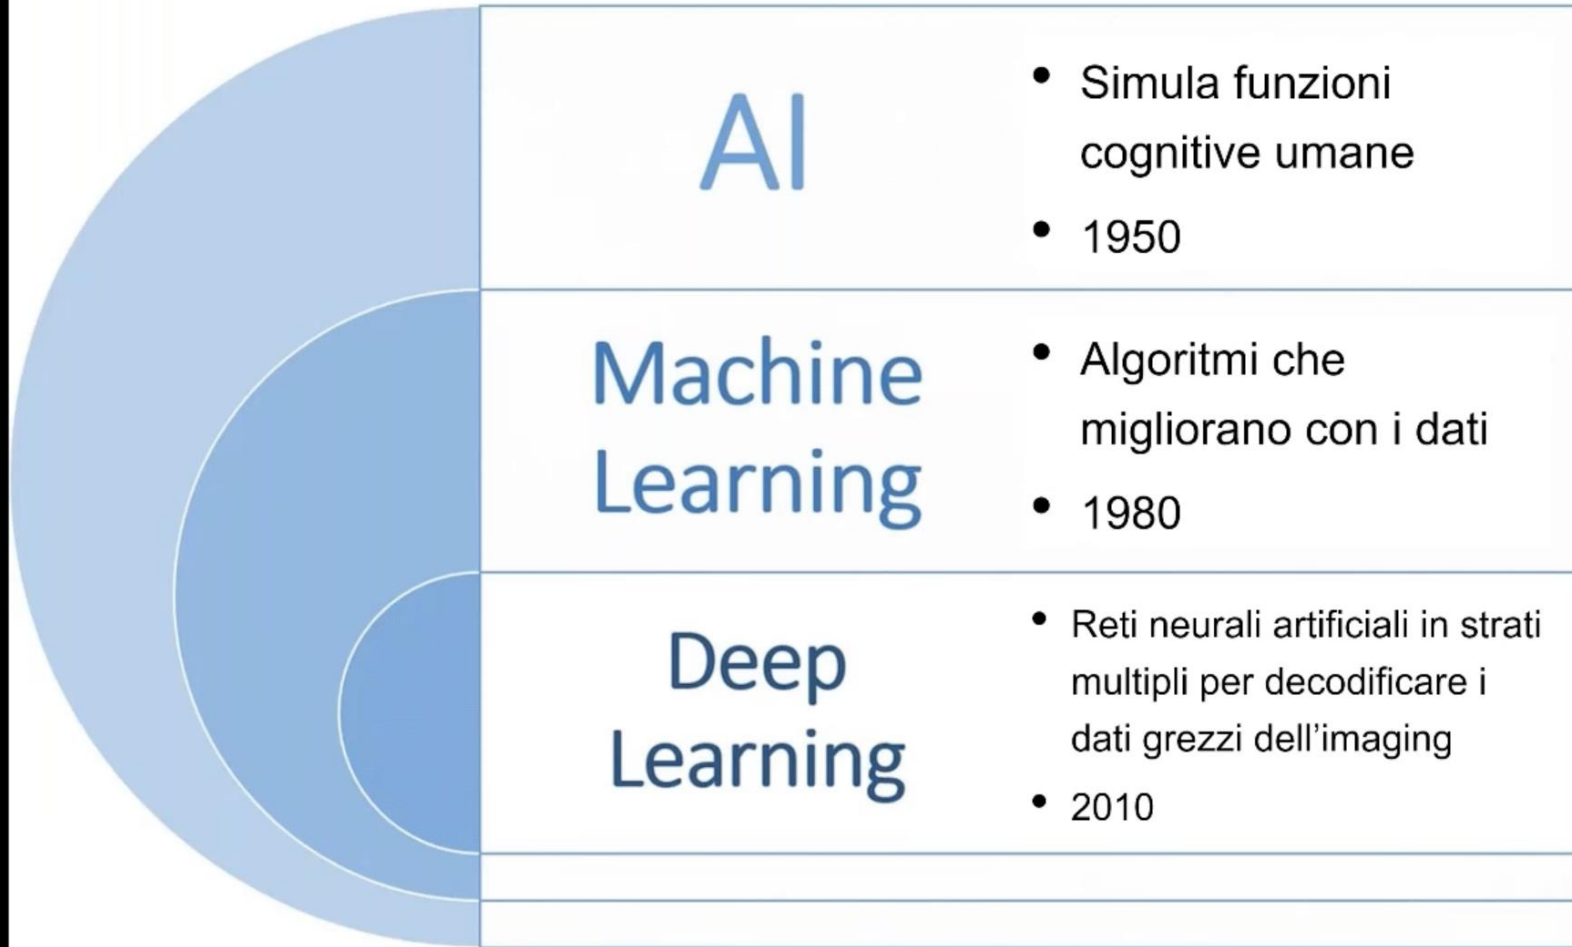 AI
• Simula funzioni
cognitive umane
• 1950
Machine
Learning
• Algoritmi che
migliorano con i dati
• 1980
Deep
Learning
• Reti neurali artificiali in strati
multipli per decodificare i
dati grezzi dell’imaging
• 2010